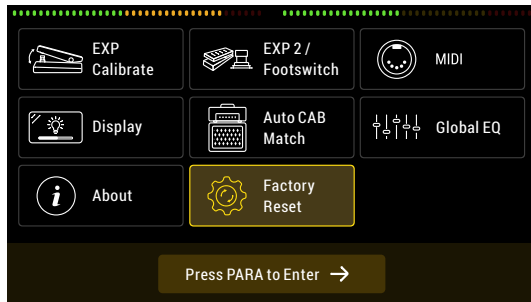 EXP
Calibrate
EXP 2 /
Footswitch
MIDI
Display
Auto CAB
Match
Global EQ
i
About
Factory
Reset
Press PARA to Enter →